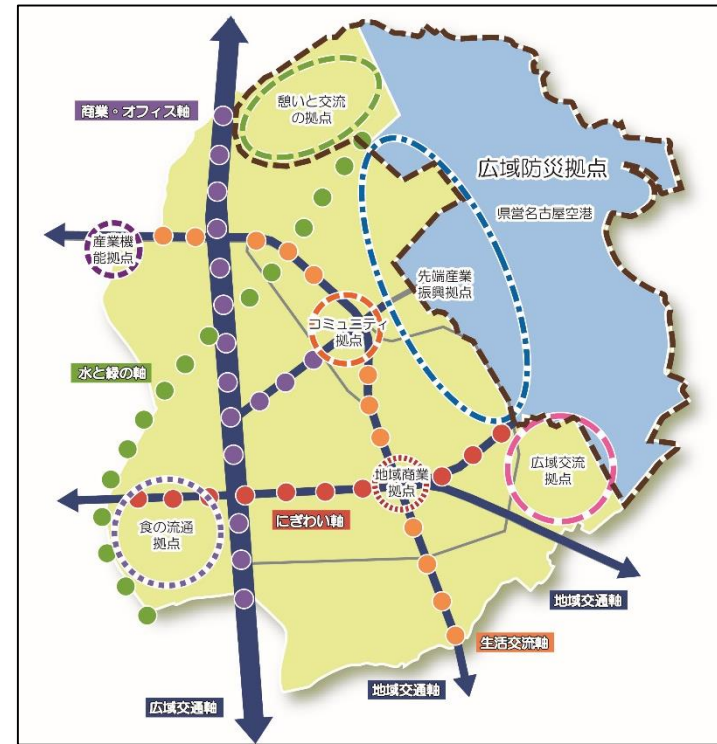 憩いと交流
の拠点
商業・オフィス軸
広域防災拠点
県営名古屋空港
産業機
能拠点
先端産業
振興拠点
コミュニティ
拠点
水と緑の軸
地域商業
拠点
広域交流
拠点
食の流通
拠点
にぎわい軸
地域交通軸
生活交流軸
地域交通軸
広域交通軸